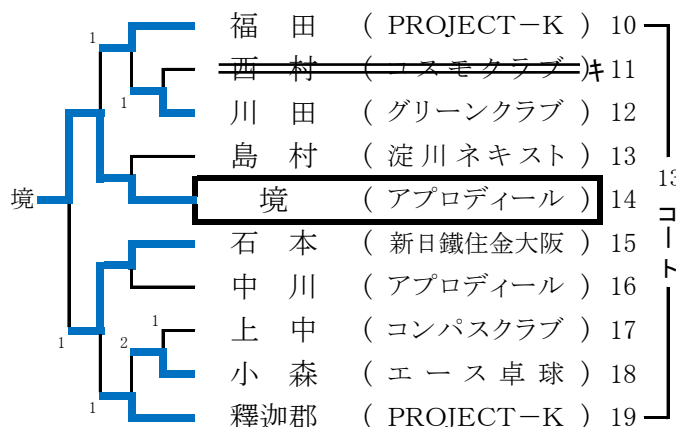 1 福田 ( PROJECT-K ) 10
西村 ( コスモクラブ ) キ 11
1 川田 ( グリーンクラブ ) 12
島村 ( 淀川ネキスト ) 13
境 境 ( アプロディール ) 14
13コート
石本 ( 新日鐵住金大阪 ) 15
中川 ( アプロディール ) 16
1 2 1 上中 ( コンパスクラブ ) 17
小森 ( エース卓球 ) 18
1 釋迦郡 ( PROJECT-K ) 19